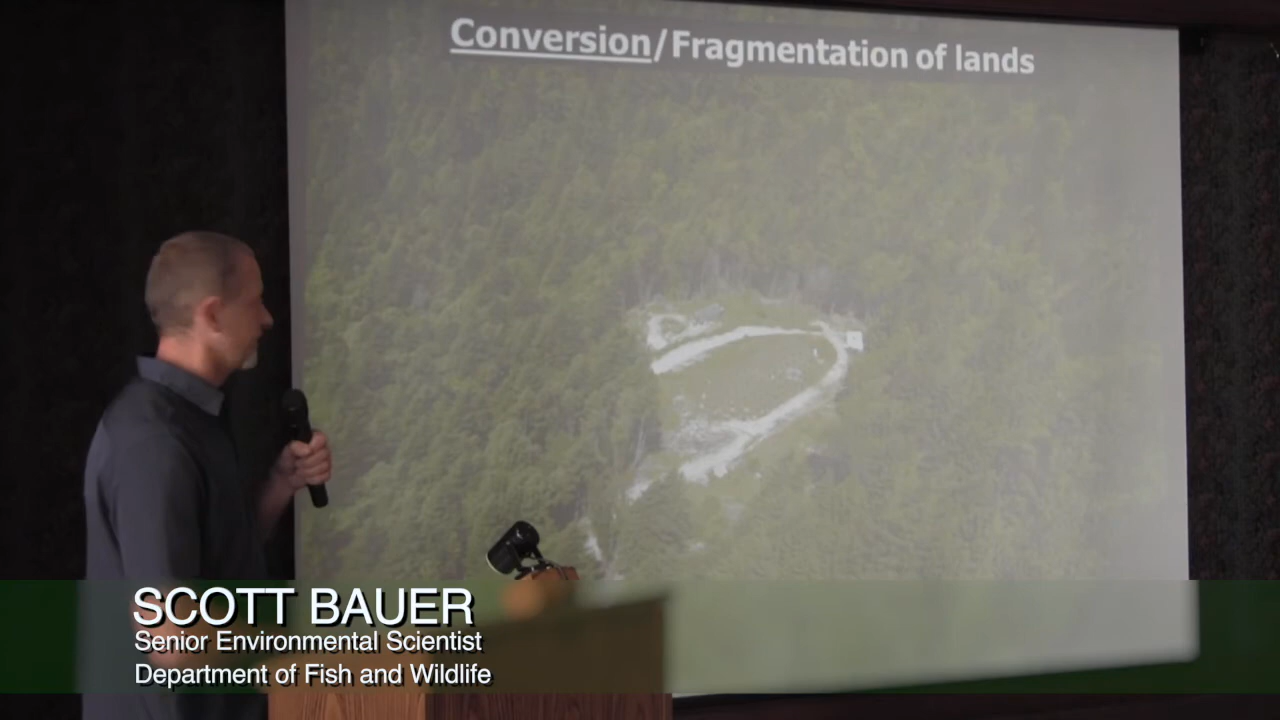 Conversion/Fragmentation of lands
SCOTT BAUER
Senior Environmental Scientist
Department of Fish and Wildlife